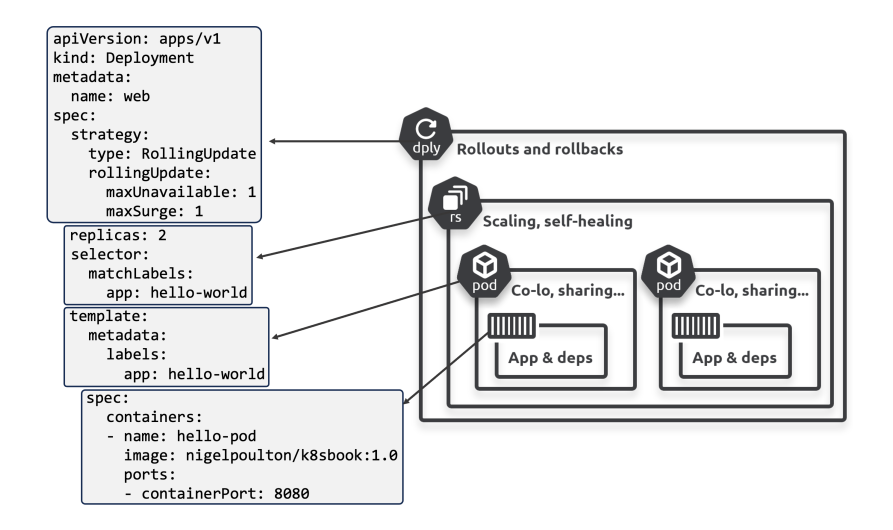 apiVersion: apps/v1
kind: Deployment
metadata:
  name: web
spec:
  strategy:
    type: RollingUpdate
    rollingUpdate:
      maxUnavailable: 1
      maxSurge: 1
replicas: 2
selector:
  matchLabels:
    app: hello-world
template:
  metadata:
    labels:
      app: hello-world
spec:
  containers:
  - name: hello-pod
    image: nigelpoulton/k8sbook:1.0
    ports:
    - containerPort: 8080
dply
Rollouts and rollbacks
rs
Scaling, self-healing
pod
Co-lo, sharing...
App & deps
pod
Co-lo, sharing...
App & deps